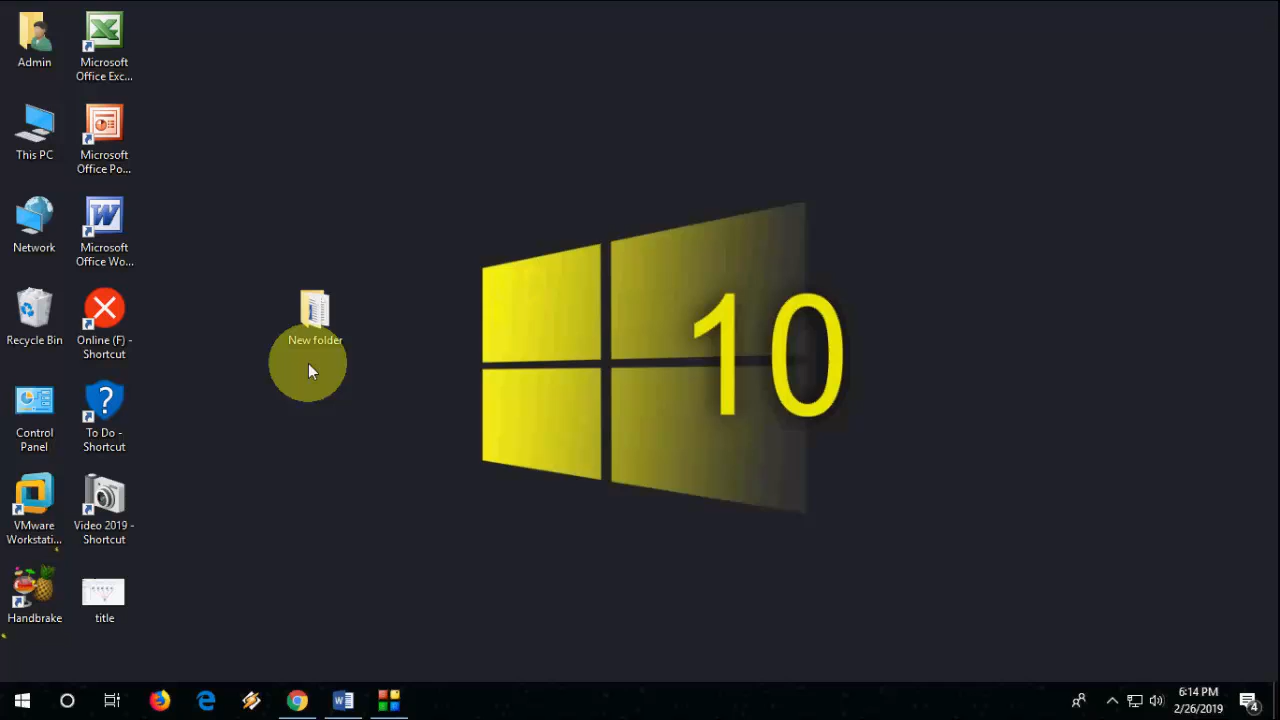 Admin
Microsoft
Office Exc...
This PC
Microsoft
Office Po...
Network
Microsoft
Office Wo...
Recycle Bin
Online (F) -
Shortcut
New folder
10
Control
Panel
To Do -
Shortcut
VMware
Workstati...
Video 2019 -
Shortcut
Handbrake
title
6:14 PM
2/26/2019
4